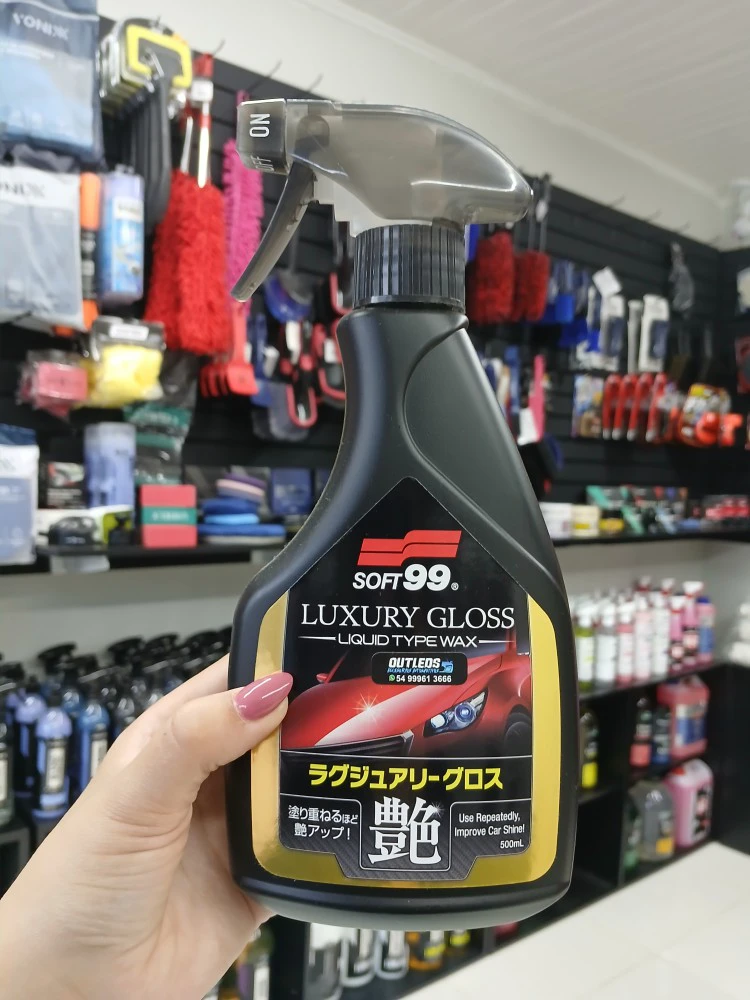 VONIXX
ON
OFF
SOFT99®
LUXURY GLOSS
LIQUID TYPE WAX
OUTLEDS
54 99961 3666
ラグジュアリーグロス
塗り重ねるほど
艶アップ!
艶
Use Repeatedly,
Improve Car Shine!
500mL